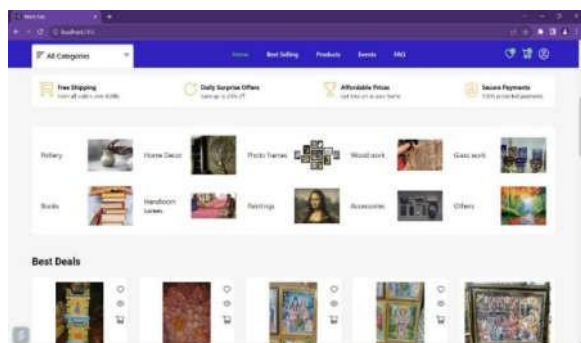 localhost
All Categories
Home Best Selling Products Events FAQ
Free Shipping
Daily Surprise Offers
Affordable Prices
Secure Payments
Pottery
Home Decor
Photo frames
Wood work
Glass work
Books
Handloom
Paintings
Accessories
Others
Best Deals